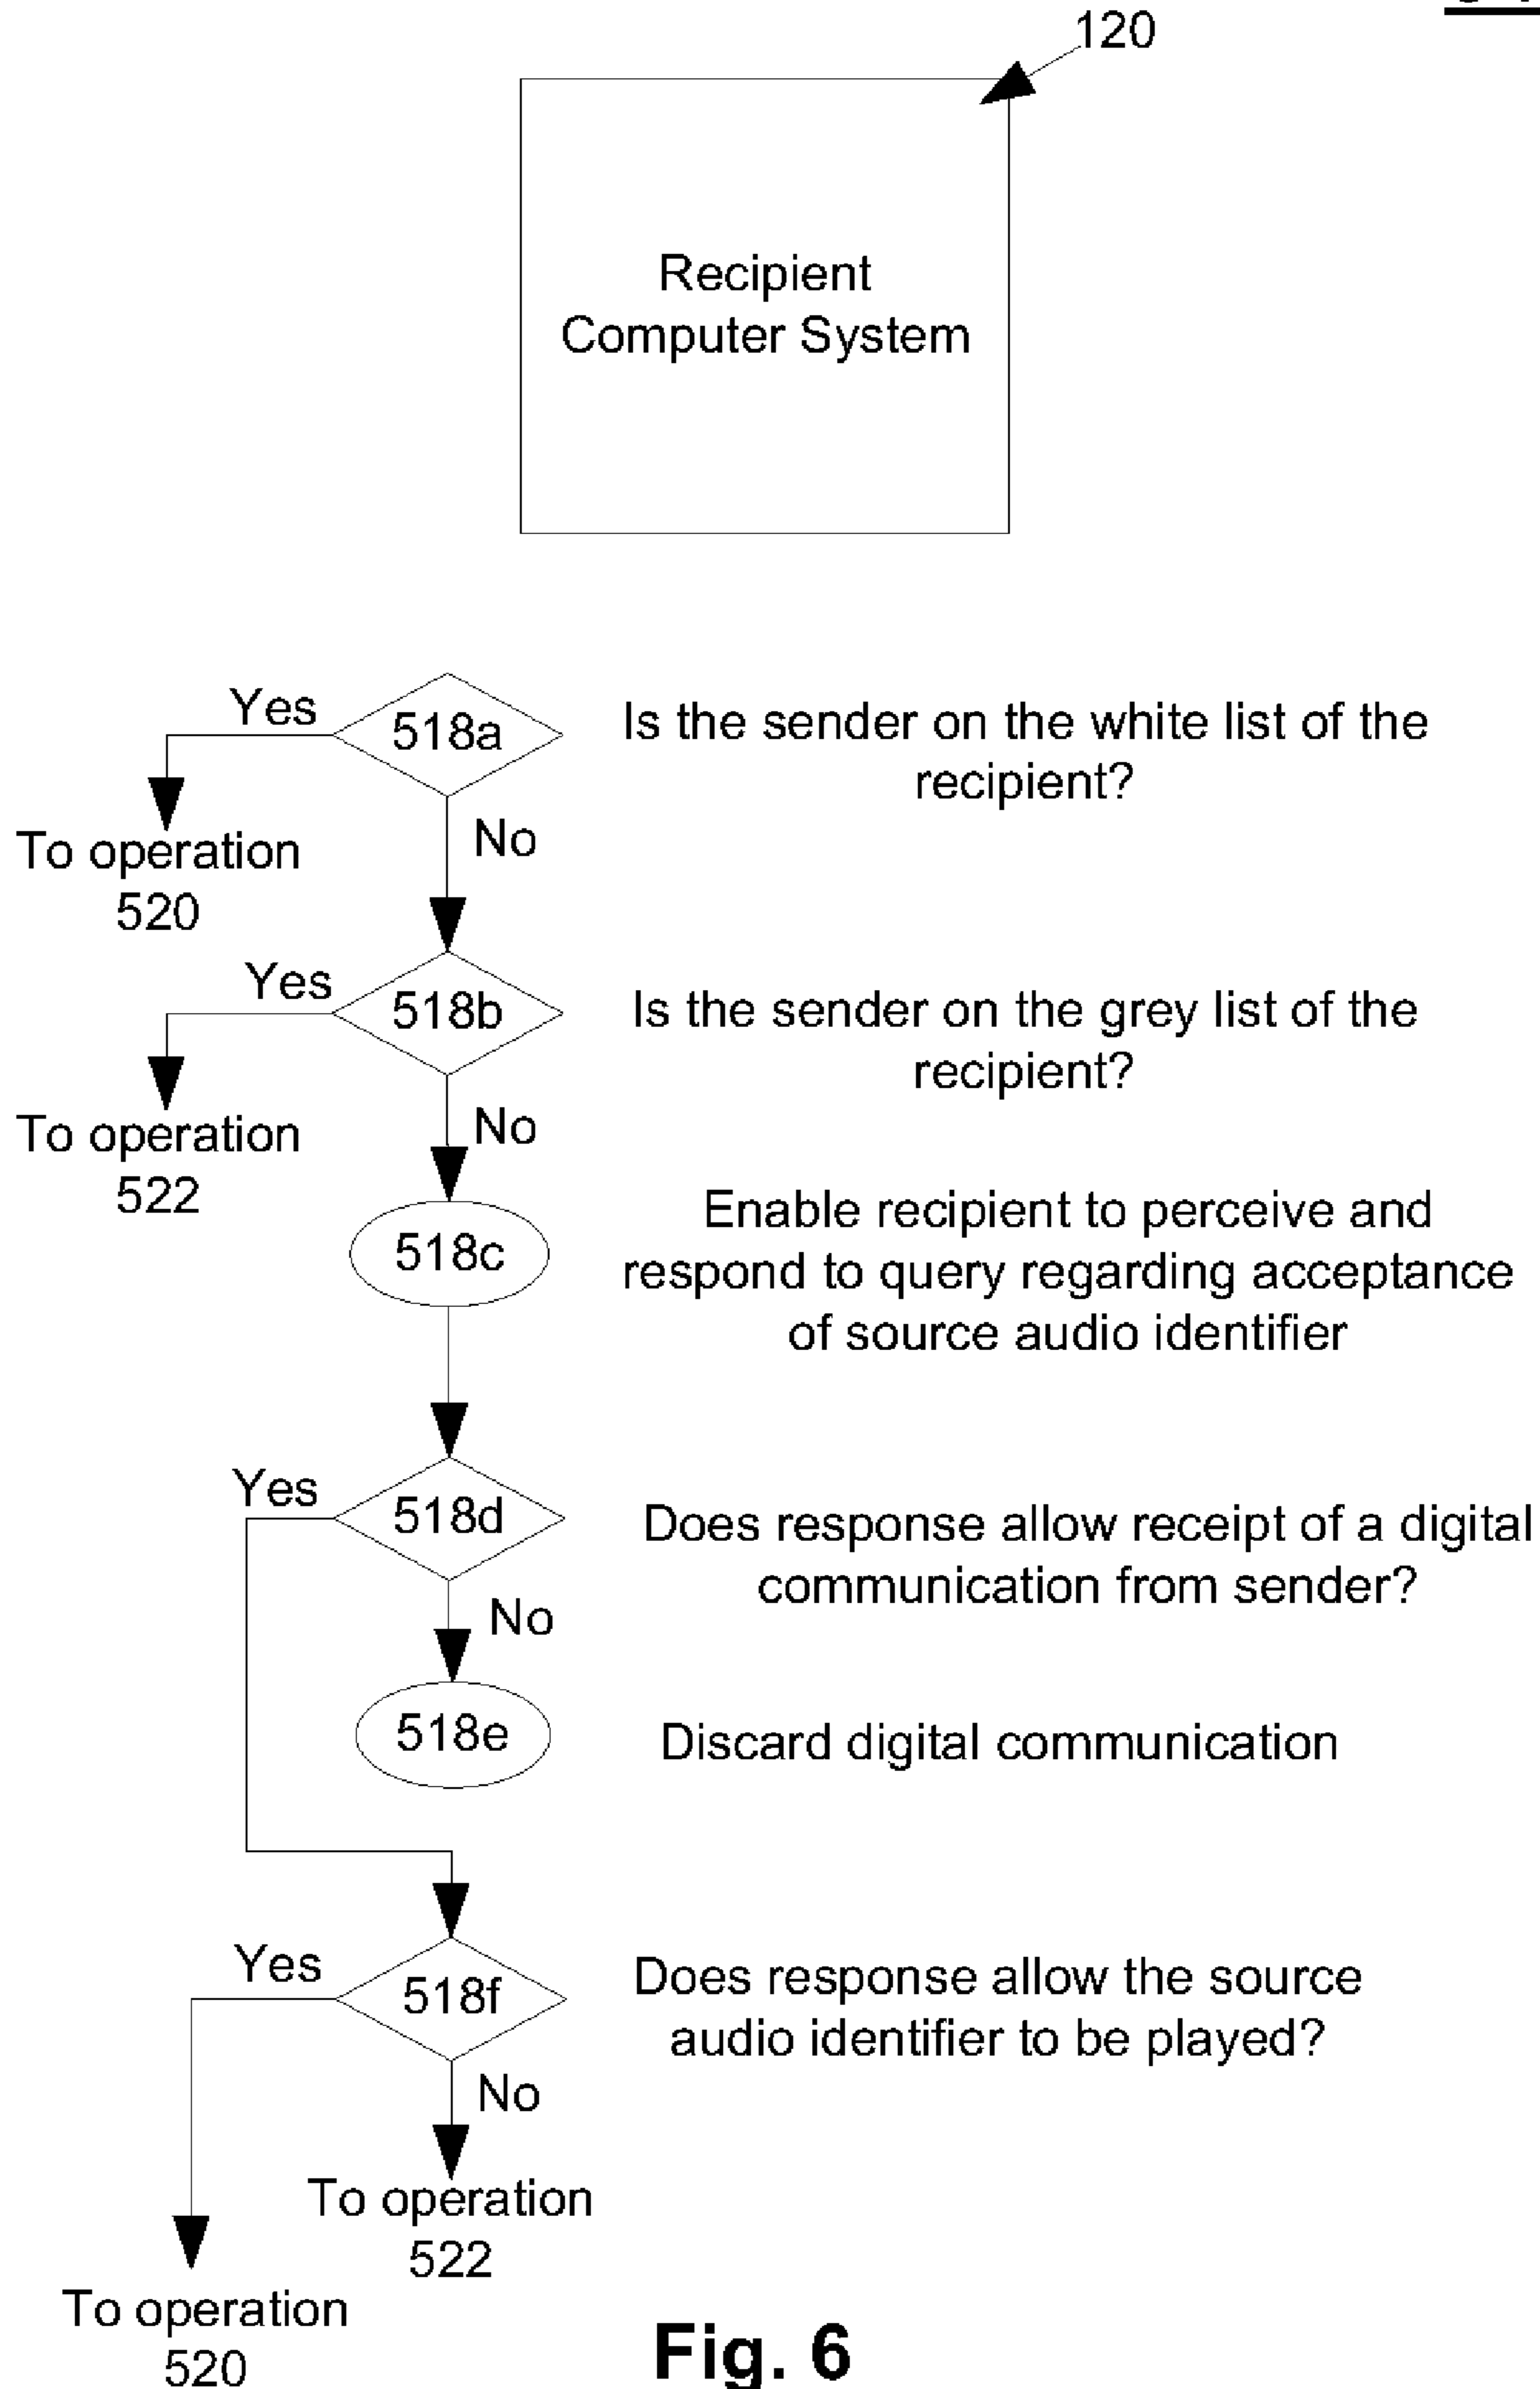 120
Recipient
Computer System
Yes
518a
Is the sender on the white list of the
recipient?
No
To operation
520
Yes
518b
Is the sender on the grey list of the
recipient?
No
To operation
522
518c
Enable recipient to perceive and
respond to query regarding acceptance
of source audio identifier
Yes
518d
Does response allow receipt of a digital
communication from sender?
No
518e
Discard digital communication
Yes
518f
Does response allow the source
audio identifier to be played?
No
To operation
522
To operation
520
Fig. 6